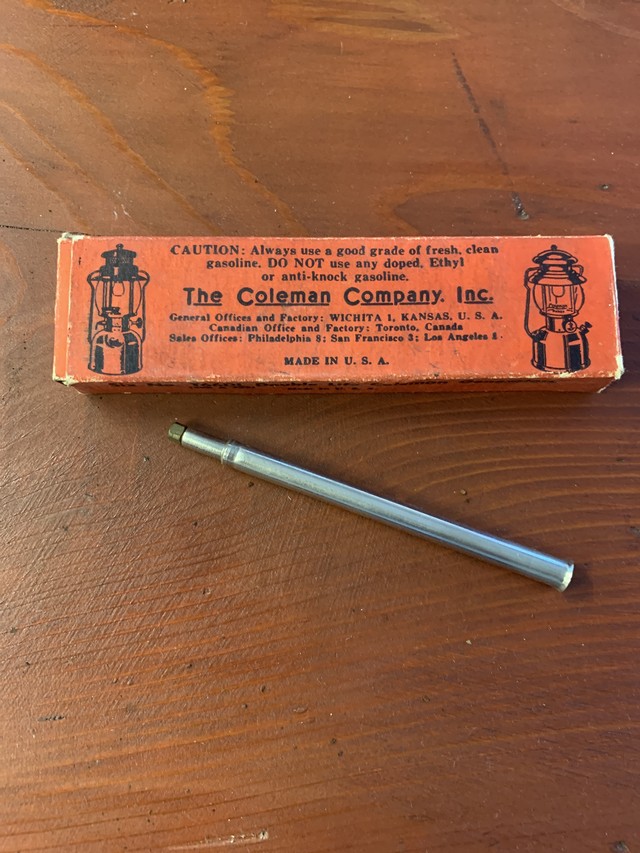 CAUTION: Always use a good grade of fresh, clean
gasoline. DO NOT use any doped, Ethyl
or anti-knock gasoline.
The Coleman Company, Inc.
General Offices and Factory: WICHITA 1, KANSAS, U. S. A.
Canadian Office and Factory: Toronto, Canada
Sales Offices: Philadelphia 8; San Francisco 3; Los Angeles
MADE IN U. S. A.